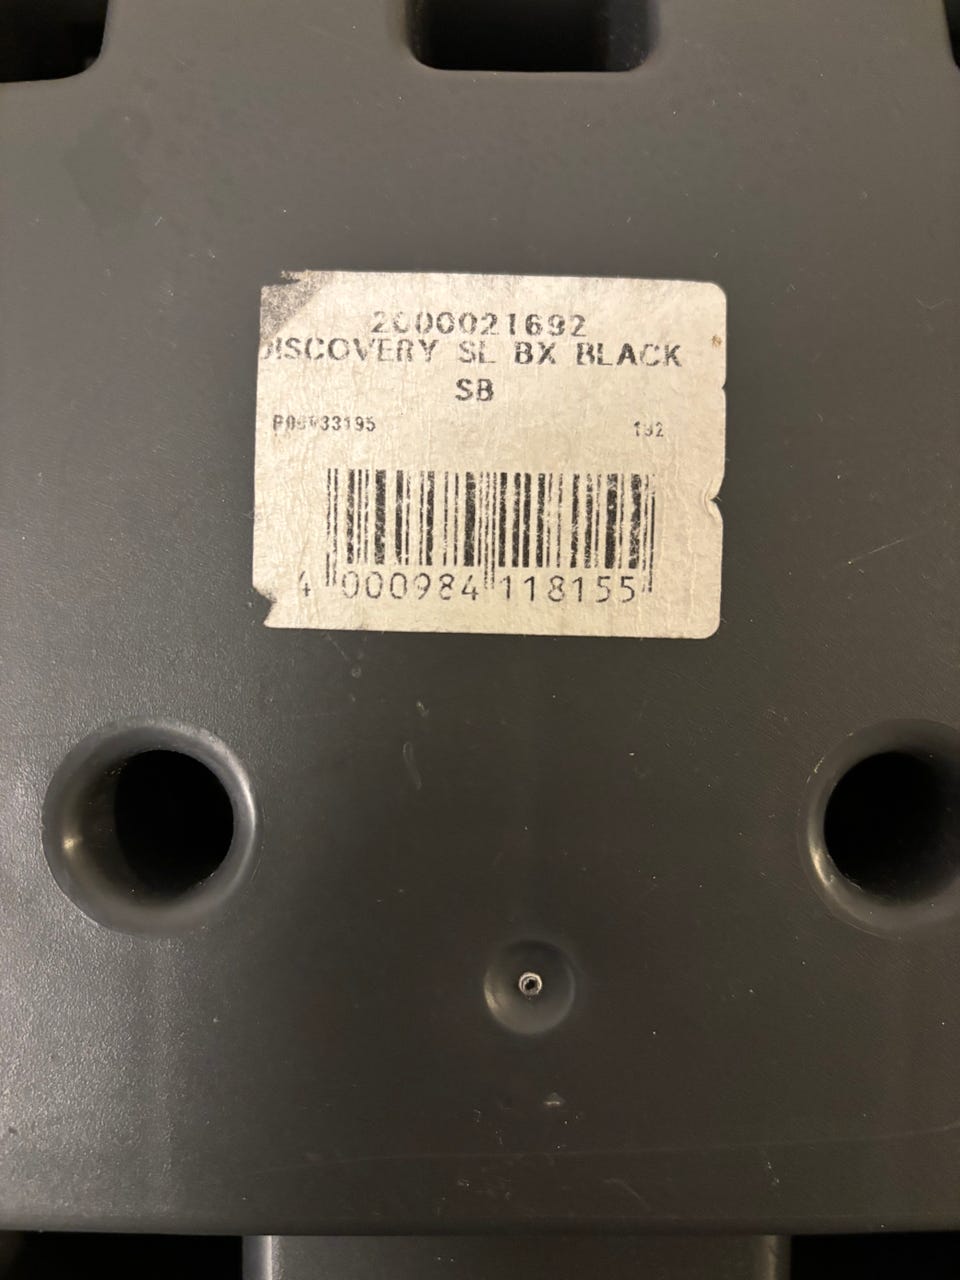 2000021692
DISCOVERY SL BX BLACK
SB
192
4 000984 118155